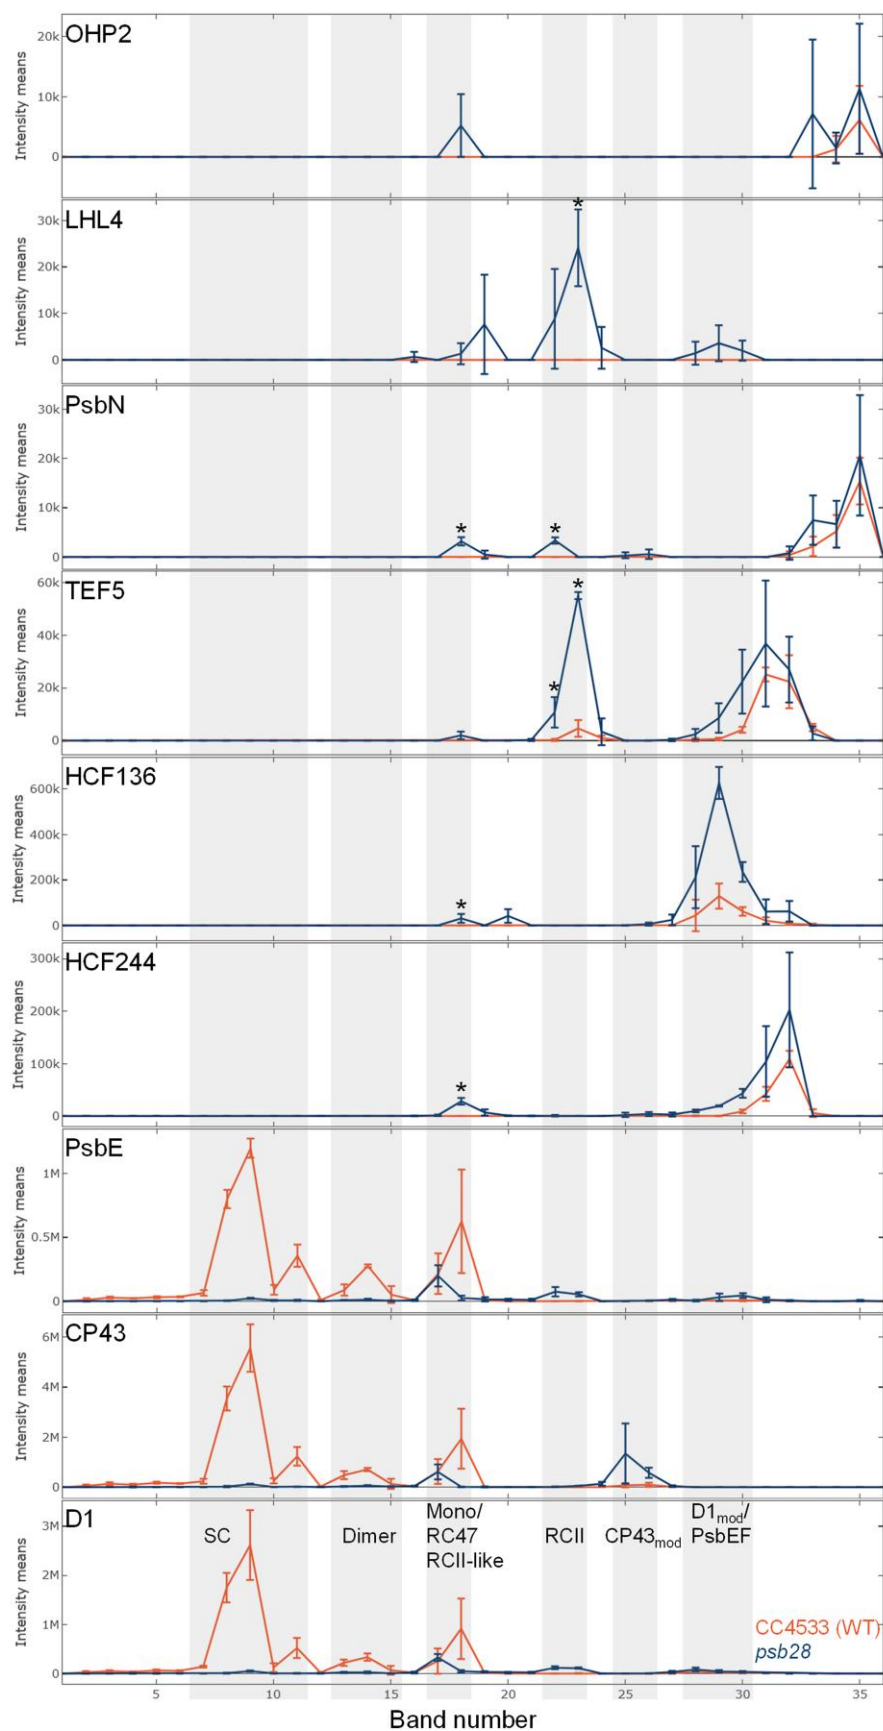 OHP2
Intensity means
20k
10k
0
LHL4
Intensity means
30k
20k
10k
0
*
PsbN
Intensity means
30k
20k
10k
0
* *
TEF5
Intensity means
60k
40k
20k
0
*
*
HCF136
Intensity means
600k
400k
200k
0
*
HCF244
Intensity means
300k
200k
100k
0
*
PsbE
Intensity means
1M
0.5M
0
CP43
Intensity means
6M
4M
2M
0
D1
Intensity means
3M
2M
1M
0
SC
Dimer
Mono/
RC47
RCII-like
RCII
CP43mod
D1mod/
PsbEF
CC4533 (WT)
psb28
5 10 15 20 25 30 35
Band number